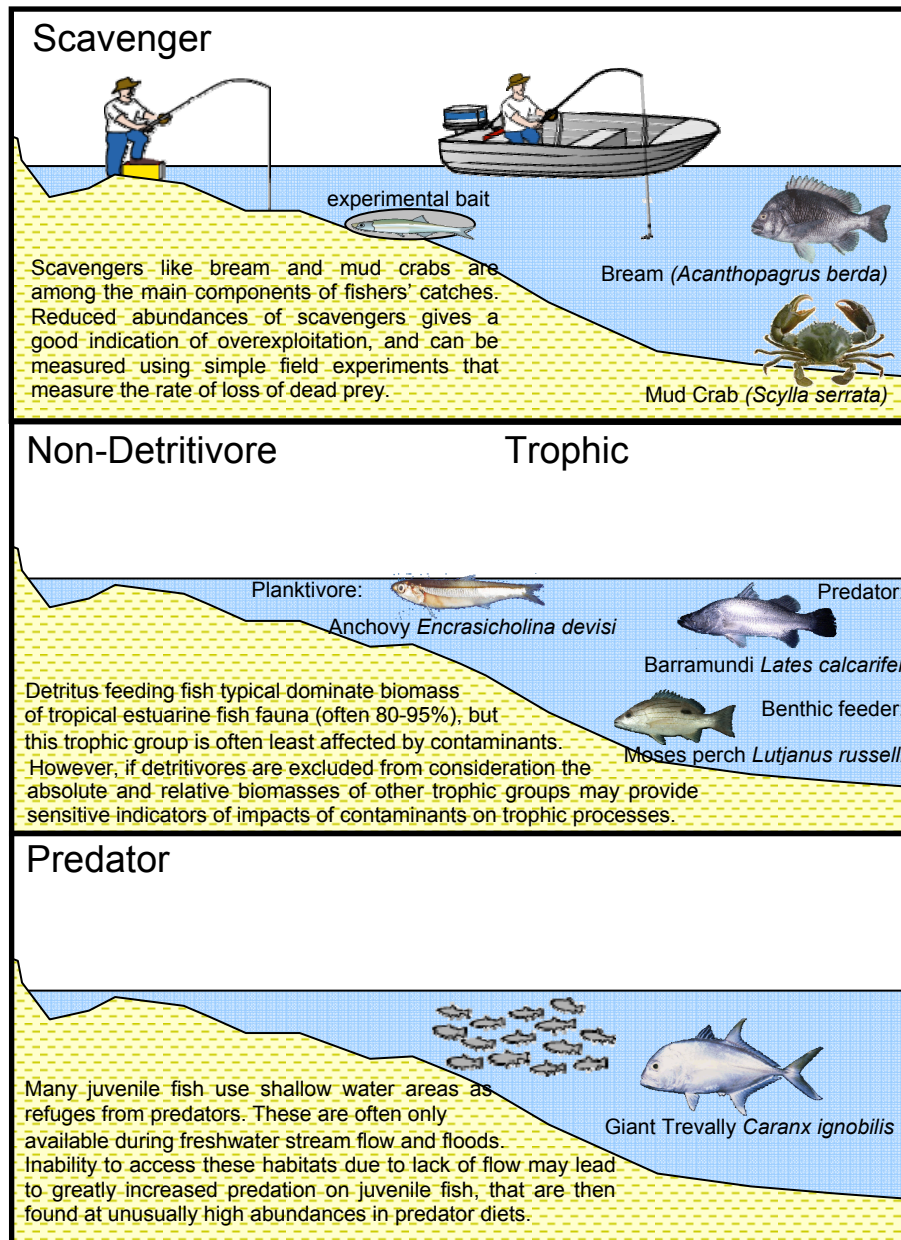 Scavenger
experimental bait
Bream (Acanthopagrus berda)
Scavengers like bream and mud crabs are
among the main components of fishers' catches.
Reduced abundances of scavengers gives a
good indication of overexploitation, and can be
measured using simple field experiments that
measure the rate of loss of dead prey.
Mud Crab (Scylla serrata)
Non-Detritivore Trophic
Planktivore:
Anchovy Encrasicholina devisi
Predator:
Barramundi Lates calcarifer
Benthic feeder:
Moses perch Lutjanus russelli
Detritus feeding fish typical dominate biomass
of tropical estuarine fish fauna (often 80-95%), but
this trophic group is often least affected by contaminants.
However, if detritivores are excluded from consideration the
absolute and relative biomasses of other trophic groups may provide
sensitive indicators of impacts of contaminants on trophic processes.
Predator
Giant Trevally Caranx ignobilis
Many juvenile fish use shallow water areas as
refuges from predators. These are often only
available during freshwater stream flow and floods.
Inability to access these habitats due to lack of flow may lead
to greatly increased predation on juvenile fish, that are then
found at unusually high abundances in predator diets.